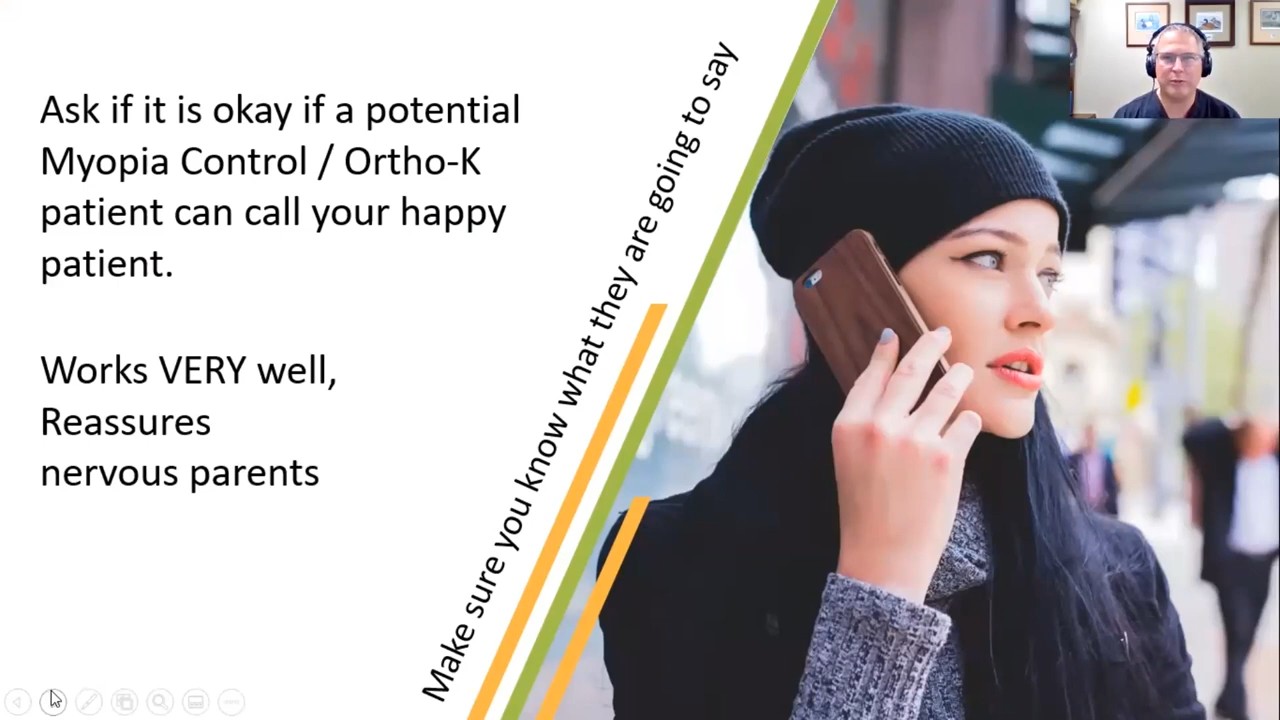 Ask if it is okay if a potential
Myopia Control / Ortho-K
patient can call your happy
patient.
Works VERY well,
Reassures
nervous parents
Make sure you know what they are going to say